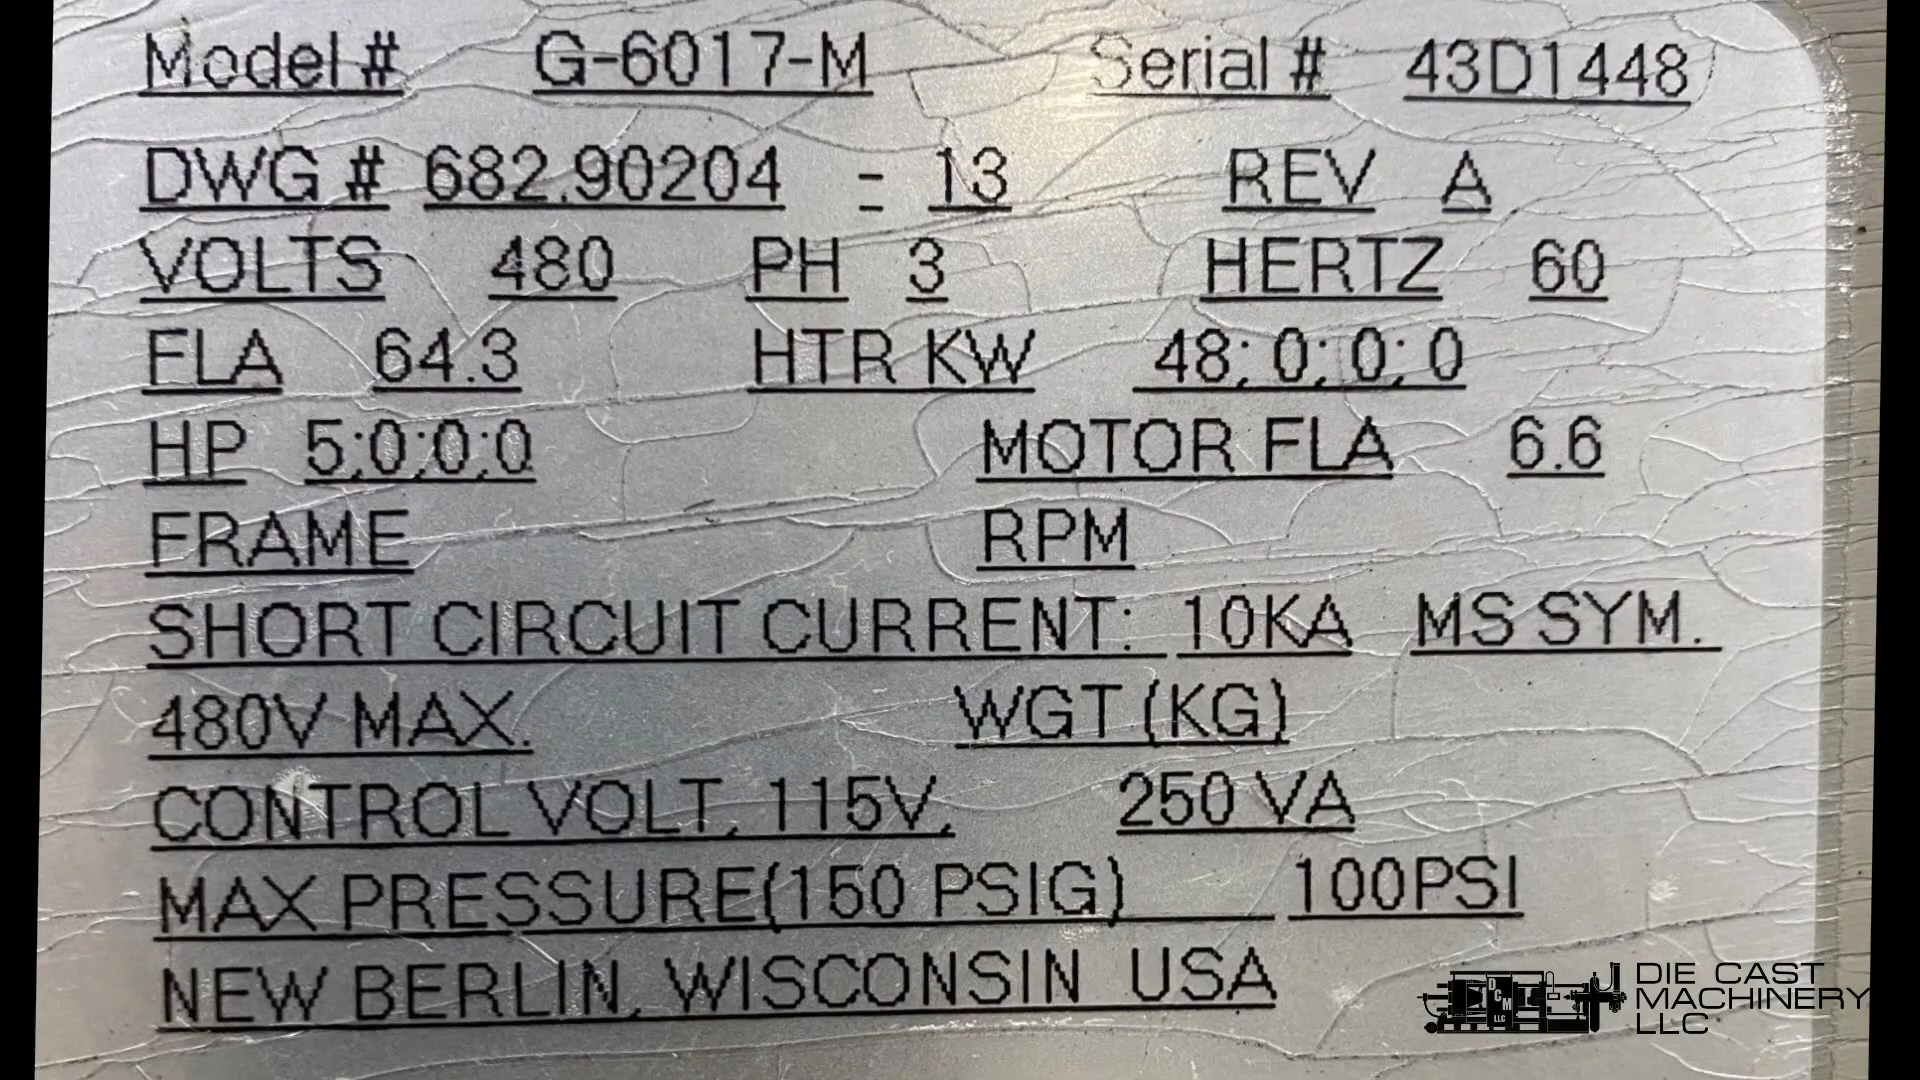 Model # G-6017-M Serial # 43D1448
DWG # 682.90204 - 13 REV A
VOLTS 480 PH 3 HERTZ 60
FLA 64.3 HTR KW 48; 0; 0; 0
HP 5;0;0;0 MOTOR FLA 6.6
FRAME RPM
SHORT CIRCUIT CURRENT: 10KA MS SYM.
480V MAX. WGT (KG)
CONTROL VOLT. 115V. 250 VA
MAX PRESSURE(150 PSIG) 100PSI
NEW BERLIN, WISCONSIN USA
DCM LLC
DIE CAST
MACHINERY
LLC